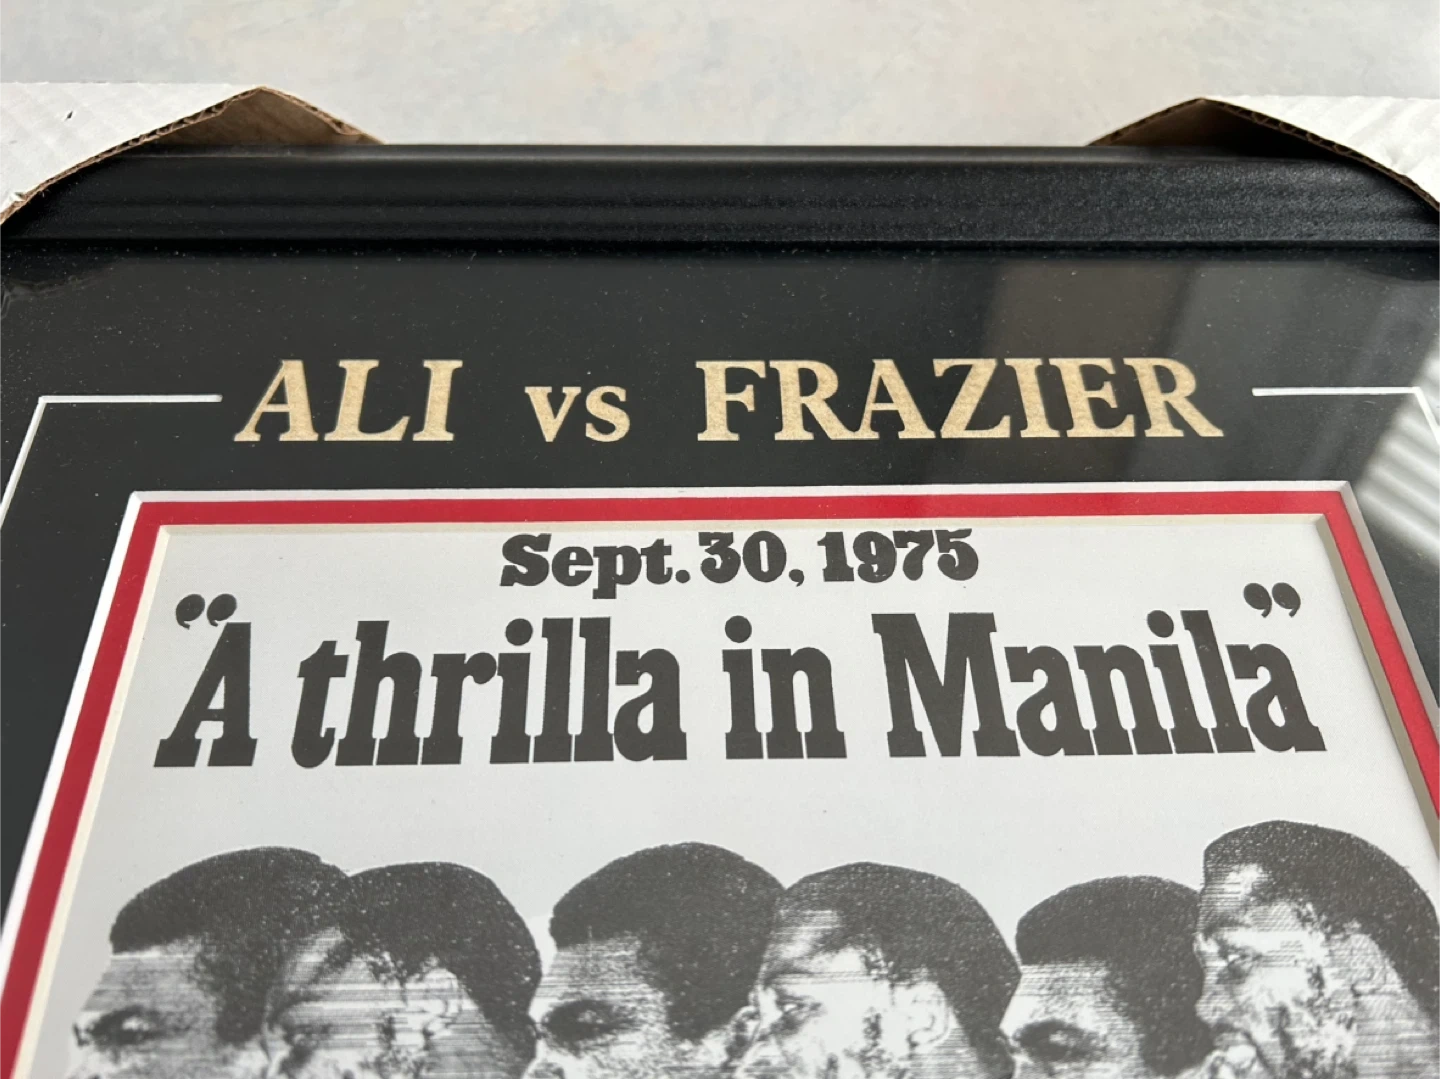 ALI vs FRAZIER
Sept. 30, 1975
“A thrilla in Manila”